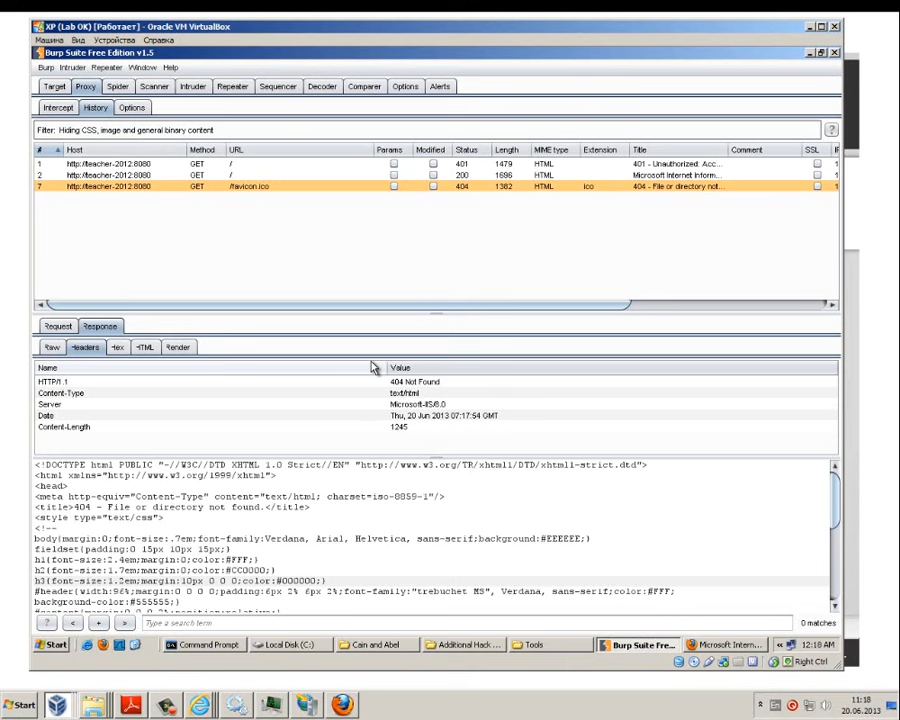 XP (Lab OK) [Работает] - Oracle VM VirtualBox
Машина Вид Устройства Справка
Burp Suite Free Edition v1.5
Burp Intruder Repeater Window Help
Target Proxy Spider Scanner Intruder Repeater Sequencer Decoder Comparer Options Alerts
Intercept History Options
Filter: Hiding CSS, image and general binary content ?
# Host Method URL Params Modified Status Length MIME type Extension Title Comment SSL IP
1 http://teacher-2012:8080 GET / 401 1479 HTML 401 - Unauthorized: Acc...
2 http://teacher-2012:8080 GET / 200 1696 HTML Microsoft Internet Inform...
7 http://teacher-2012:8080 GET /favicon.ico 404 1382 HTML ico 404 - File or directory not...
Request Response
Raw Headers Hex HTML Render
Name Value
HTTP/1.1 404 Not Found
Content-Type text/html
Server Microsoft-IIS/8.0
Date Thu, 20 Jun 2013 07:17:54 GMT
Content-Length 1245
<!DOCTYPE html PUBLIC "-//W3C//DTD XHTML 1.0 Strict//EN" "http://www.w3.org/TR/xhtml1/DTD/xhtml1-strict.dtd">
<html xmlns="http://www.w3.org/1999/xhtml">
<head>
<meta http-equiv="Content-Type" content="text/html; charset=iso-8859-1"/>
<title>404 - File or directory not found.</title>
<style type="text/css">
<!--
body{margin:0;font-size:.7em;font-family:Verdana, Arial, Helvetica, sans-serif;background:#EEEEEE;}
fieldset{padding:0 15px 10px 15px;}
h1{font-size:2.4em;margin:0;color:#FFF;}
h2{font-size:1.7em;margin:0;color:#CC0000;}
h3{font-size:1.2em;margin:10px 0 0 0;color:#000000;}
#header{width:96%;margin:0 0 0 0;padding:6px 2% 6px 2%;font-family:"trebuchet MS", Verdana, sans-serif;color:#FFF;
background-color:#555555;}
? < + > Type a search term 0 matches
Start Command Prompt Local Disk (C:) Cain and Abel Additional Hack... Tools Burp Suite Fre... Microsoft Intern... 12:18 AM
Right Ctrl
Start EN 11:18
20.06.2013